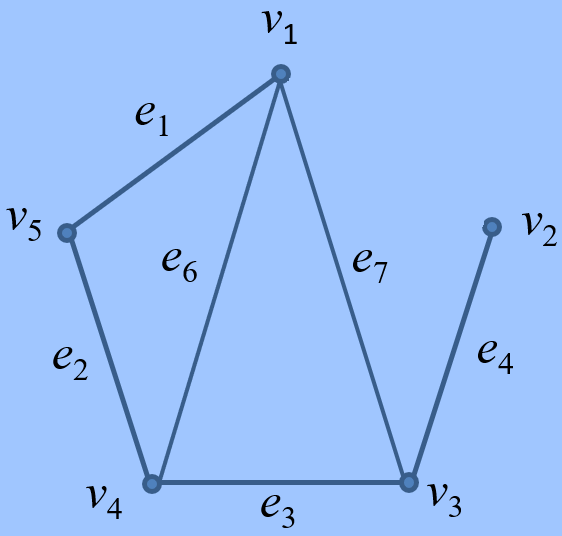 v₁
e₁
v₅
v₂
e₆
e₇
e₂
e₄
v₄
v₃
e₃